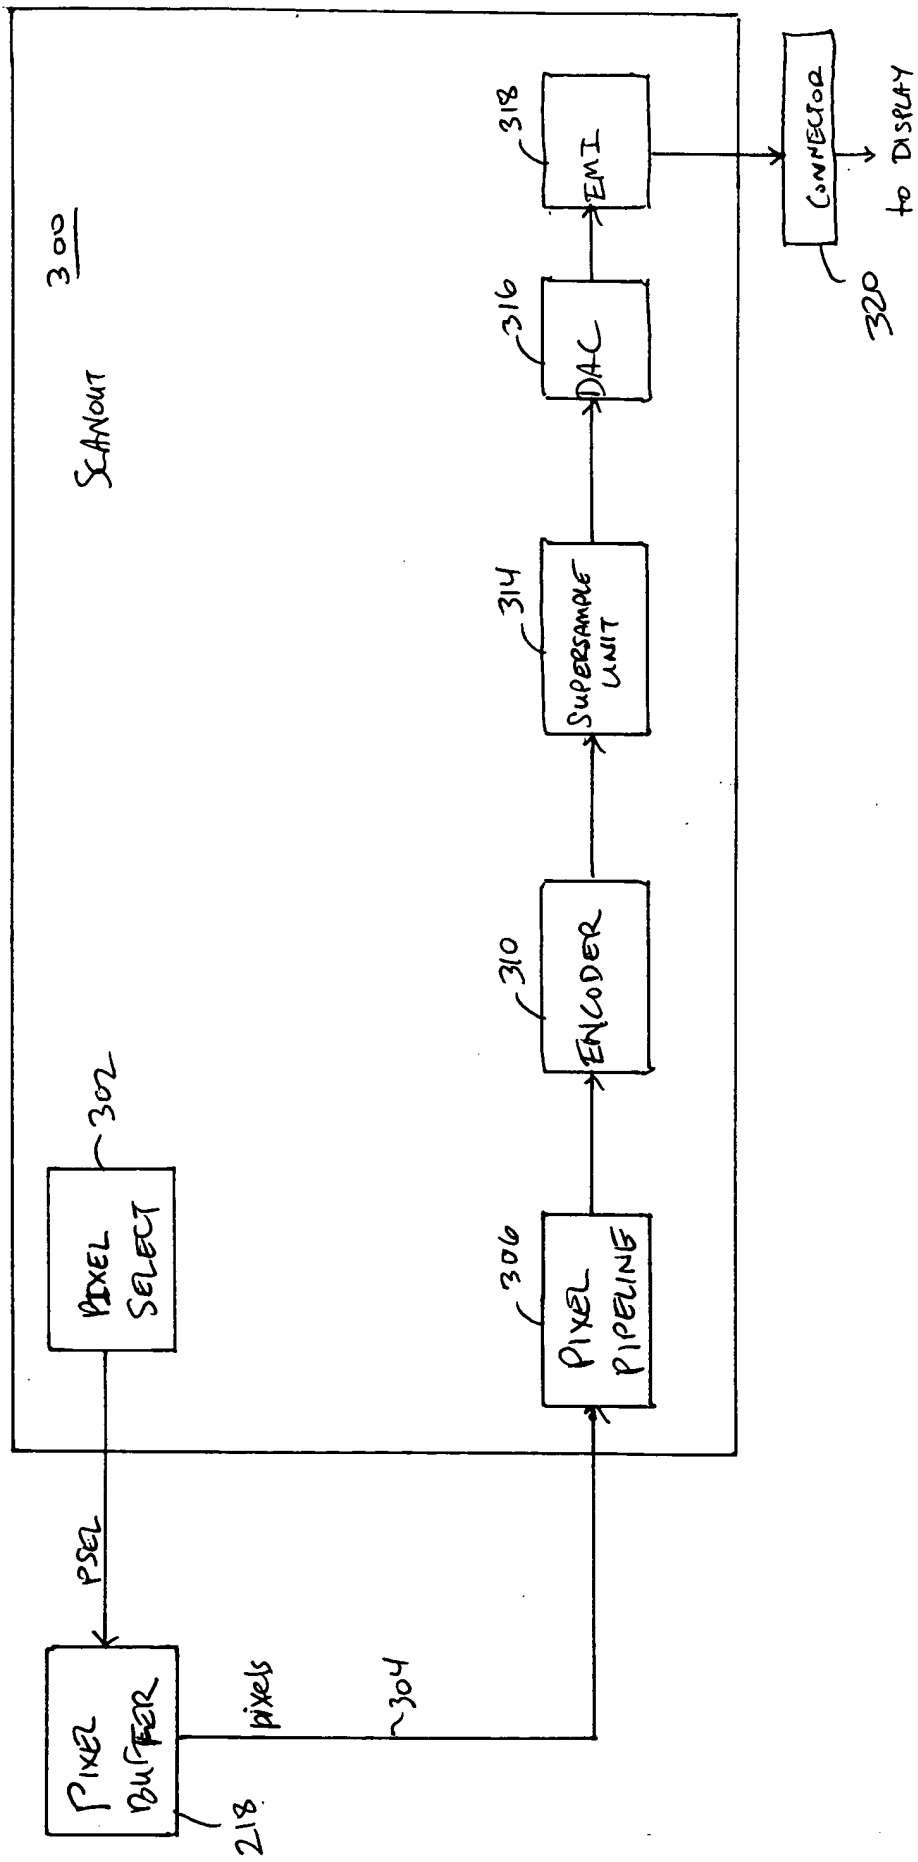 PIXEL
BUFFER
218
PSEL
pixels
304
SCANOUT
300
PIXEL
SELECT
302
PIXEL
PIPELINE
306
ENCODER
310
SUPERSAMPLE
UNIT
314
DAC
316
EMI
318
CONNECTOR
320
to DISPLAY